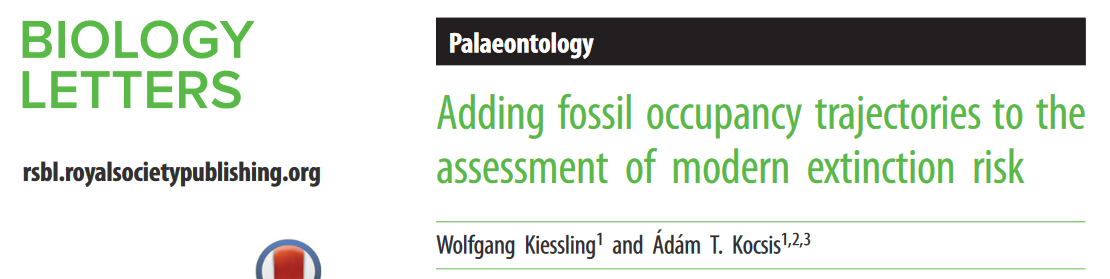 BIOLOGY
LETTERS
rsbl.royalsocietypublishing.org
Palaeontology
Adding fossil occupancy trajectories to the
assessment of modern extinction risk
Wolfgang Kiessling¹ and Ádám T. Kocsis¹,²,³